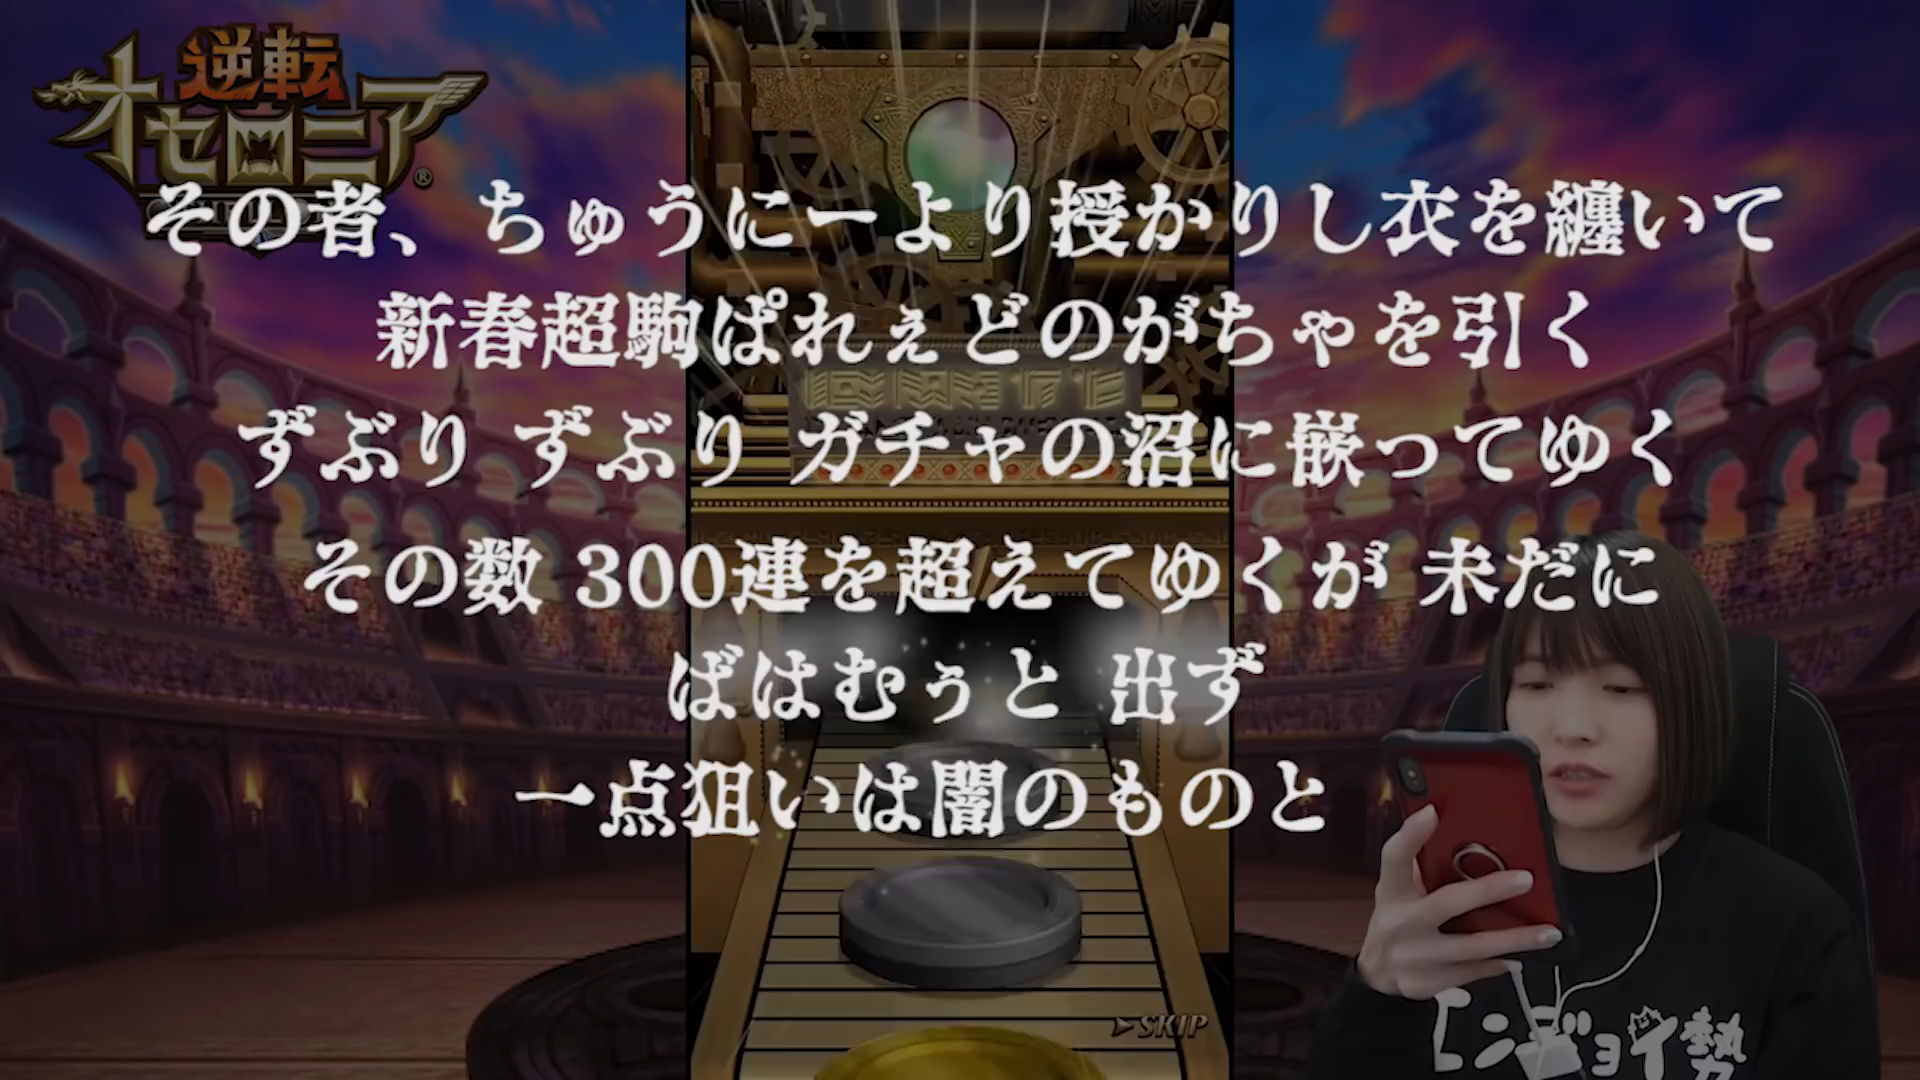 逆転
オセロニア
®
その者、ちゅうにーより授かりし衣を纏いて
新春超駒ぱれぇどのがちゃを引く
ずぶり ずぶり ガチャの沼に嵌ってゆく
その数 300連を超えてゆくが 未だに
ばはむぅと 出ず
一点狙いは闇のものと
SKIP
エンジョイ勢